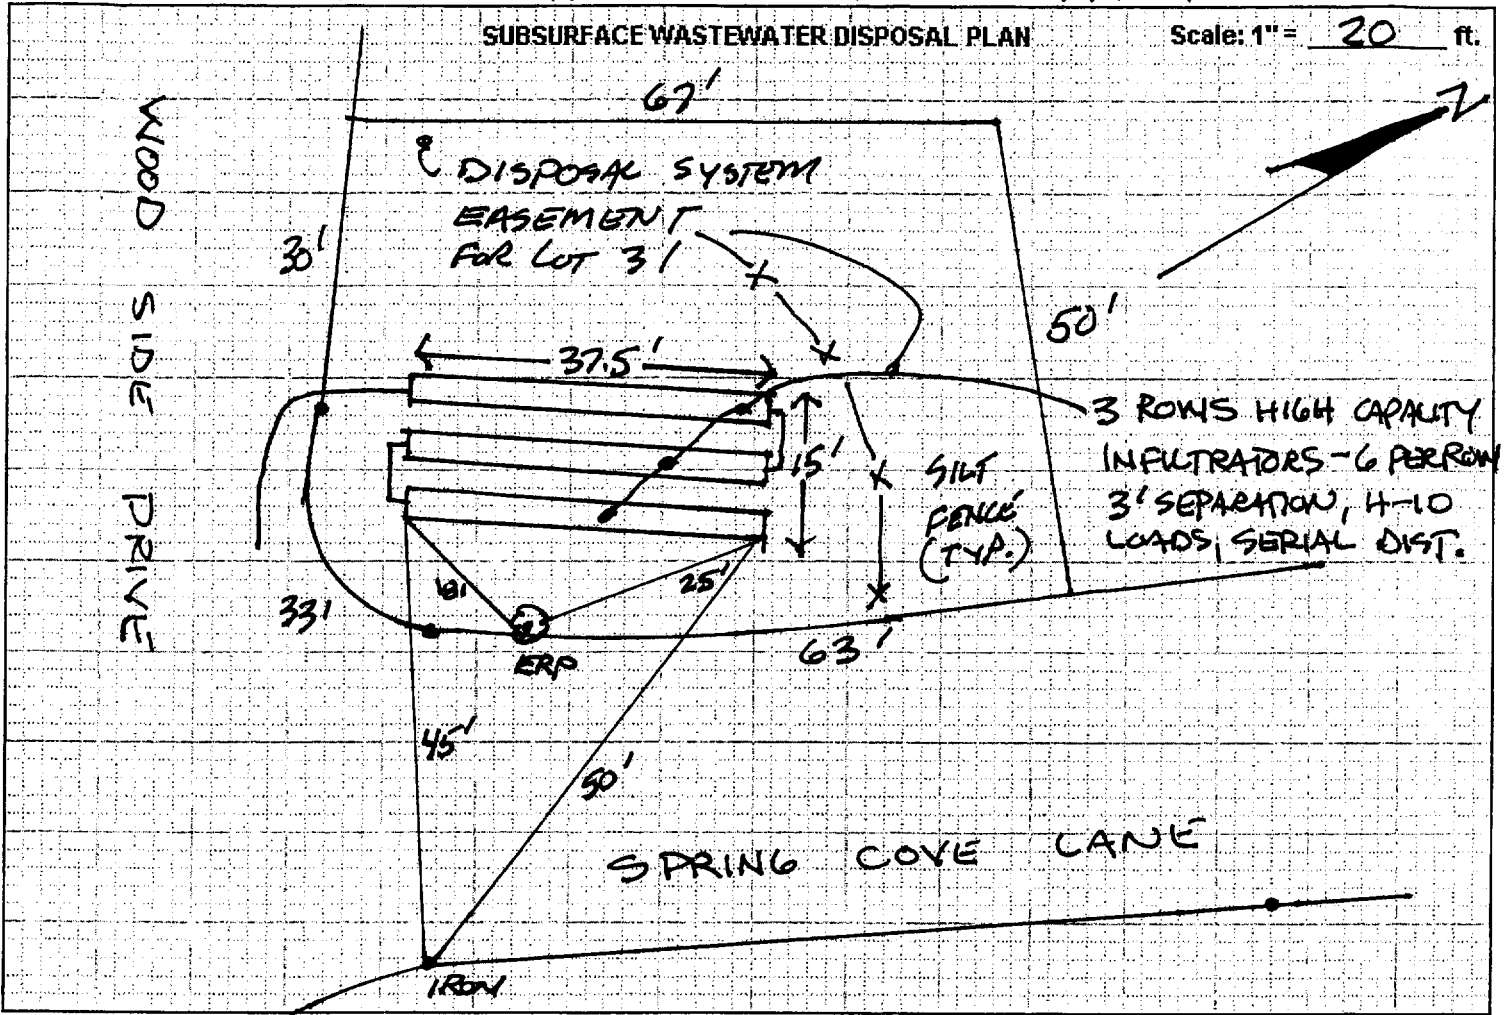 SUBSURFACE WASTEWATER DISPOSAL PLAN
Scale: 1" = 20 ft.
67'
WOOD SIDE DRIVE
DISPOSAL SYSTEM
EASEMENT
FOR LOT 31
30'
50'
37.5'
3 ROWS HIGH CAPACITY
INFILTRATORS - 6 PER ROW
3' SEPARATION, H-10
LOADS, SERIAL DIST.
15'
SILT
FENCE
(TYP.)
18'
25'
33'
ERP
63'
45'
50'
SPRING COVE LANE
IRON